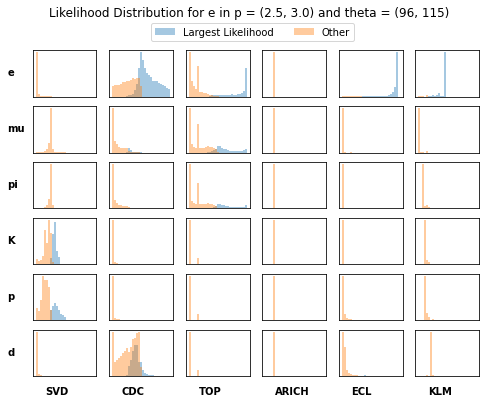 Likelihood Distribution for e in p = (2.5, 3.0) and theta = (96, 115)
Largest Likelihood Other
e
mu
pi
K
p
d
SVD CDC TOP ARICH ECL KLM